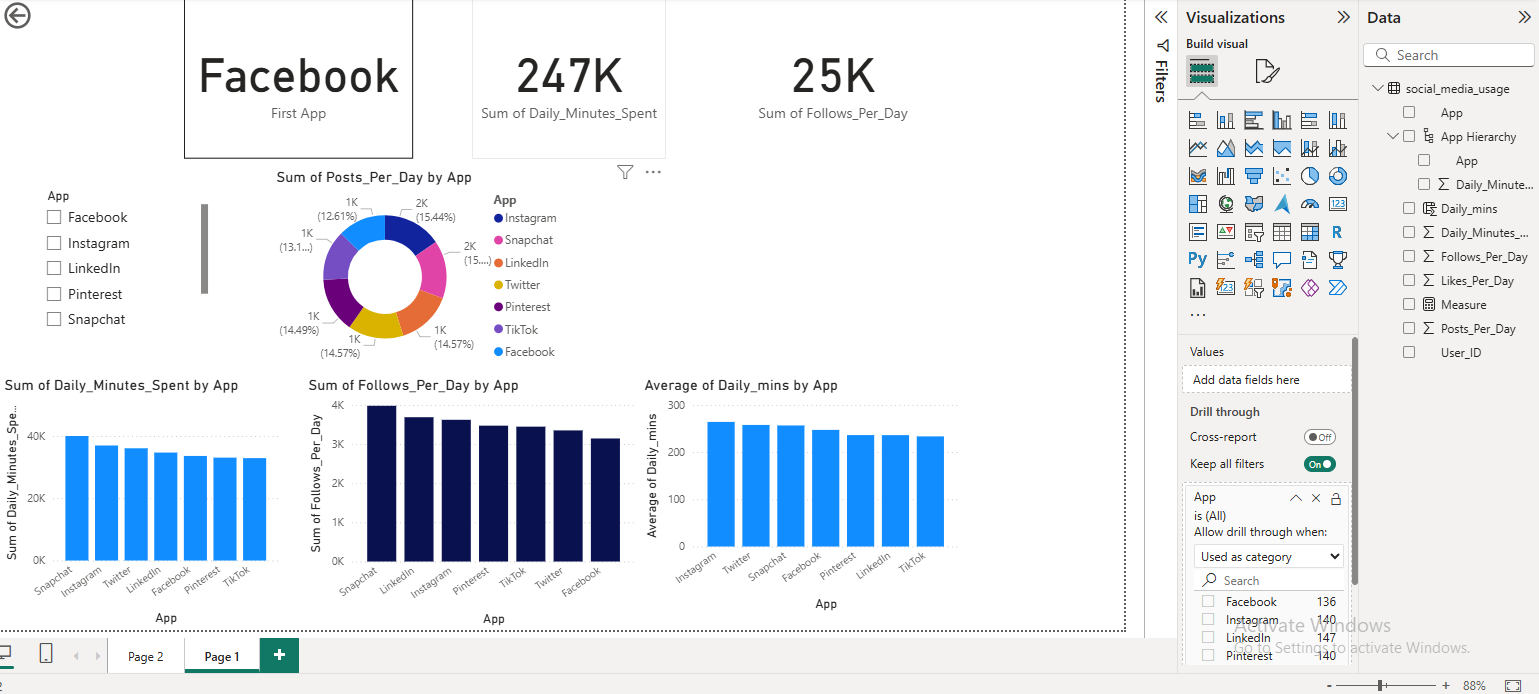 Facebook
First App
247K
Sum of Daily_Minutes_Spent
25K
Sum of Follows_Per_Day
App
Facebook
Instagram
LinkedIn
Pinterest
Snapchat
Sum of Posts_Per_Day by App
1K
(12.61%)
2K
(15.44%)
1K
(13.1...)
2K
(15....)
1K
(14.49%)
1K
(14.57%)
1K
(14.57%)
App
Instagram
Snapchat
LinkedIn
Twitter
Pinterest
TikTok
Facebook
Sum of Daily_Minutes_Spent by App
Sum of Daily_Minutes_Spe...
40K
20K
0K
Snapchat
Instagram
Twitter
LinkedIn
Facebook
Pinterest
TikTok
App
Sum of Follows_Per_Day by App
Sum of Follows_Per_Day
4K
3K
2K
1K
0K
Snapchat
LinkedIn
Instagram
Pinterest
TikTok
Twitter
Facebook
App
Average of Daily_mins by App
Average of Daily_mins
300
200
100
0
Instagram
Twitter
Snapchat
Facebook
Pinterest
LinkedIn
TikTok
App
Page 2
Page 1
+
Filters
Visualizations
Build visual
123
R
Py
123
...
Values
Add data fields here
Drill through
Cross-report
Off
Keep all filters
On
App
is (All)
Allow drill through when:
Used as category
Search
Facebook 136
Instagram 140
LinkedIn 147
Pinterest 140
Data
Search
social_media_usage
App
App Hierarchy
App
Daily_Minute...
Daily_mins
Daily_Minutes_...
Follows_Per_Day
Likes_Per_Day
Measure
Posts_Per_Day
User_ID
Activate Windows
Go to Settings to activate Windows.
- + 88%